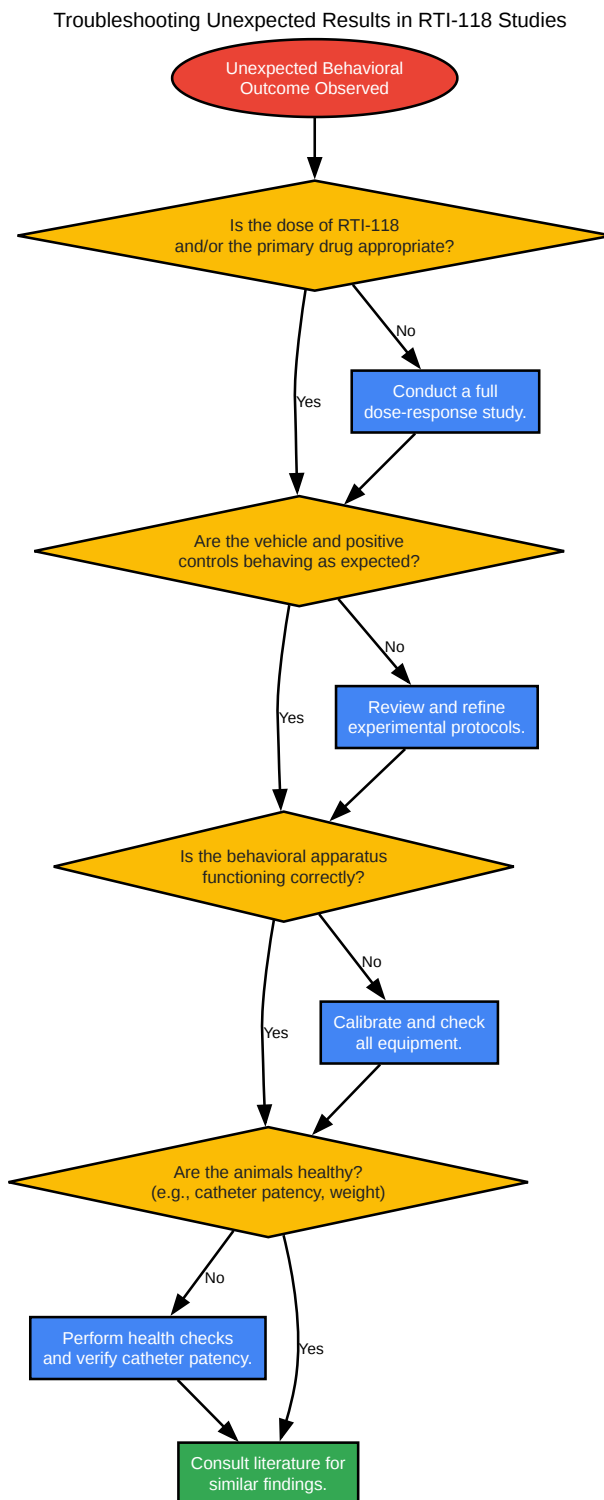 Troubleshooting Unexpected Results in RTI-118 Studies
Unexpected Behavioral
Outcome Observed
Is the dose of RTI-118
and/or the primary drug appropriate?
No
Yes
Conduct a full
dose-response study.
Are the vehicle and positive
controls behaving as expected?
No
Yes
Review and refine
experimental protocols.
Is the behavioral apparatus
functioning correctly?
No
Yes
Calibrate and check
all equipment.
Are the animals healthy?
(e.g., catheter patency, weight)
No
Yes
Perform health checks
and verify catheter patency.
Consult literature for
similar findings.